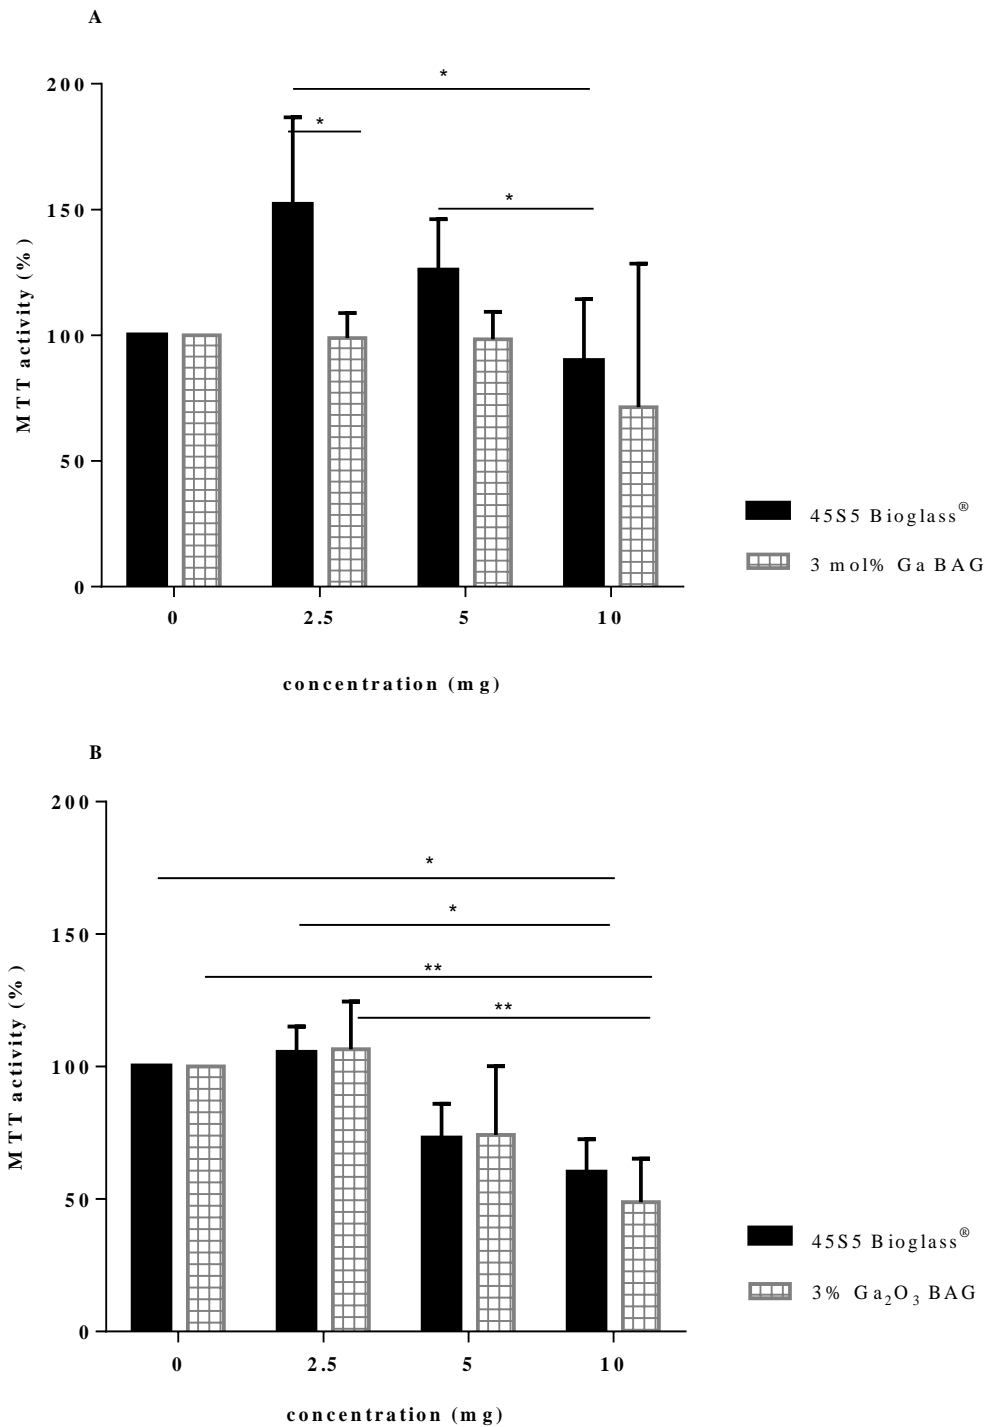 A
200
*
*
150
*
MTT activity (%)
100
50
0
0 2.5 5 10
concentration (mg)
45S5 Bioglass®
3 mol% Ga BAG
B
200
*
*
150
**
**
MTT activity (%)
100
50
0
0 2.5 5 10
concentration (mg)
45S5 Bioglass®
3% Ga₂O₃ BAG